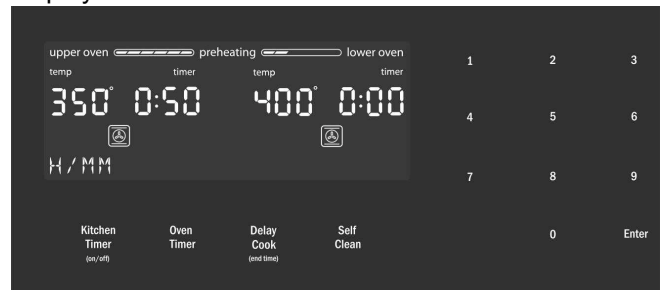 upper oven preheating lower oven
temp timer temp timer
350° 0:50 400° 0:00
H/MM
Kitchen Timer (on/off)
Oven Timer
Delay Cook (end time)
Self Clean
1 2 3
4 5 6
7 8 9
0 Enter